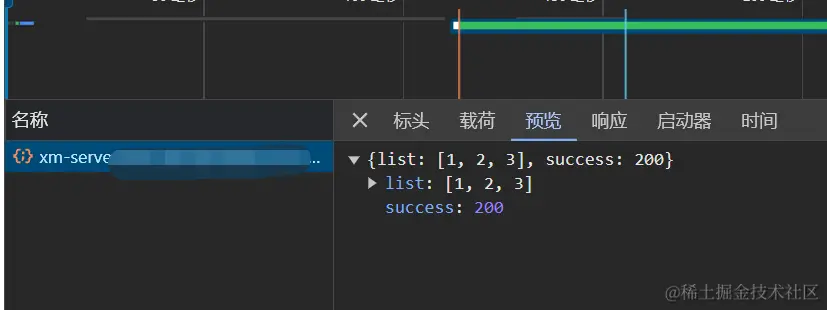 名称
标头 载荷 预览 响应 启动器 时间
xm-serve...
▼ {list: [1, 2, 3], success: 200}
▶ list: [1, 2, 3]
success: 200
@稀土掘金技术社区